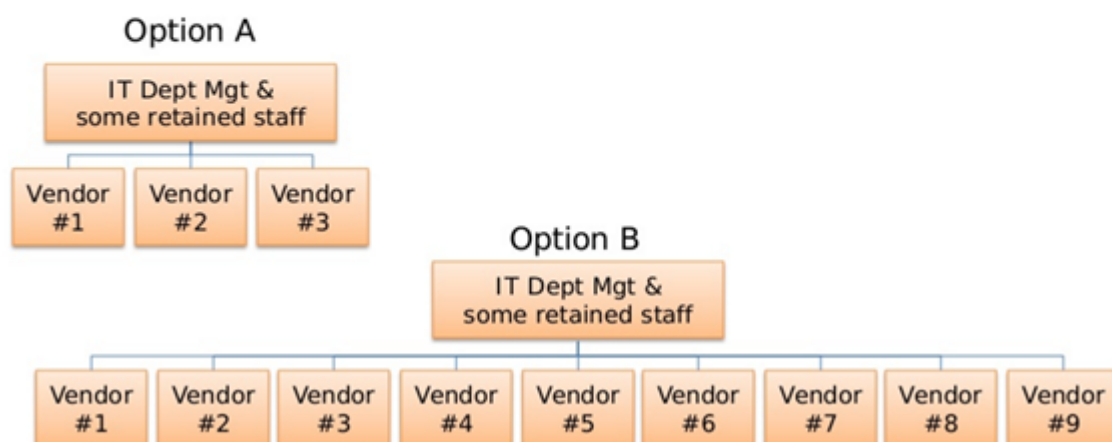 Option A
IT Dept Mgt &
some retained staff
Vendor
#1
Vendor
#2
Vendor
#3
Option B
IT Dept Mgt &
some retained staff
Vendor
#1
Vendor
#2
Vendor
#3
Vendor
#4
Vendor
#5
Vendor
#6
Vendor
#7
Vendor
#8
Vendor
#9